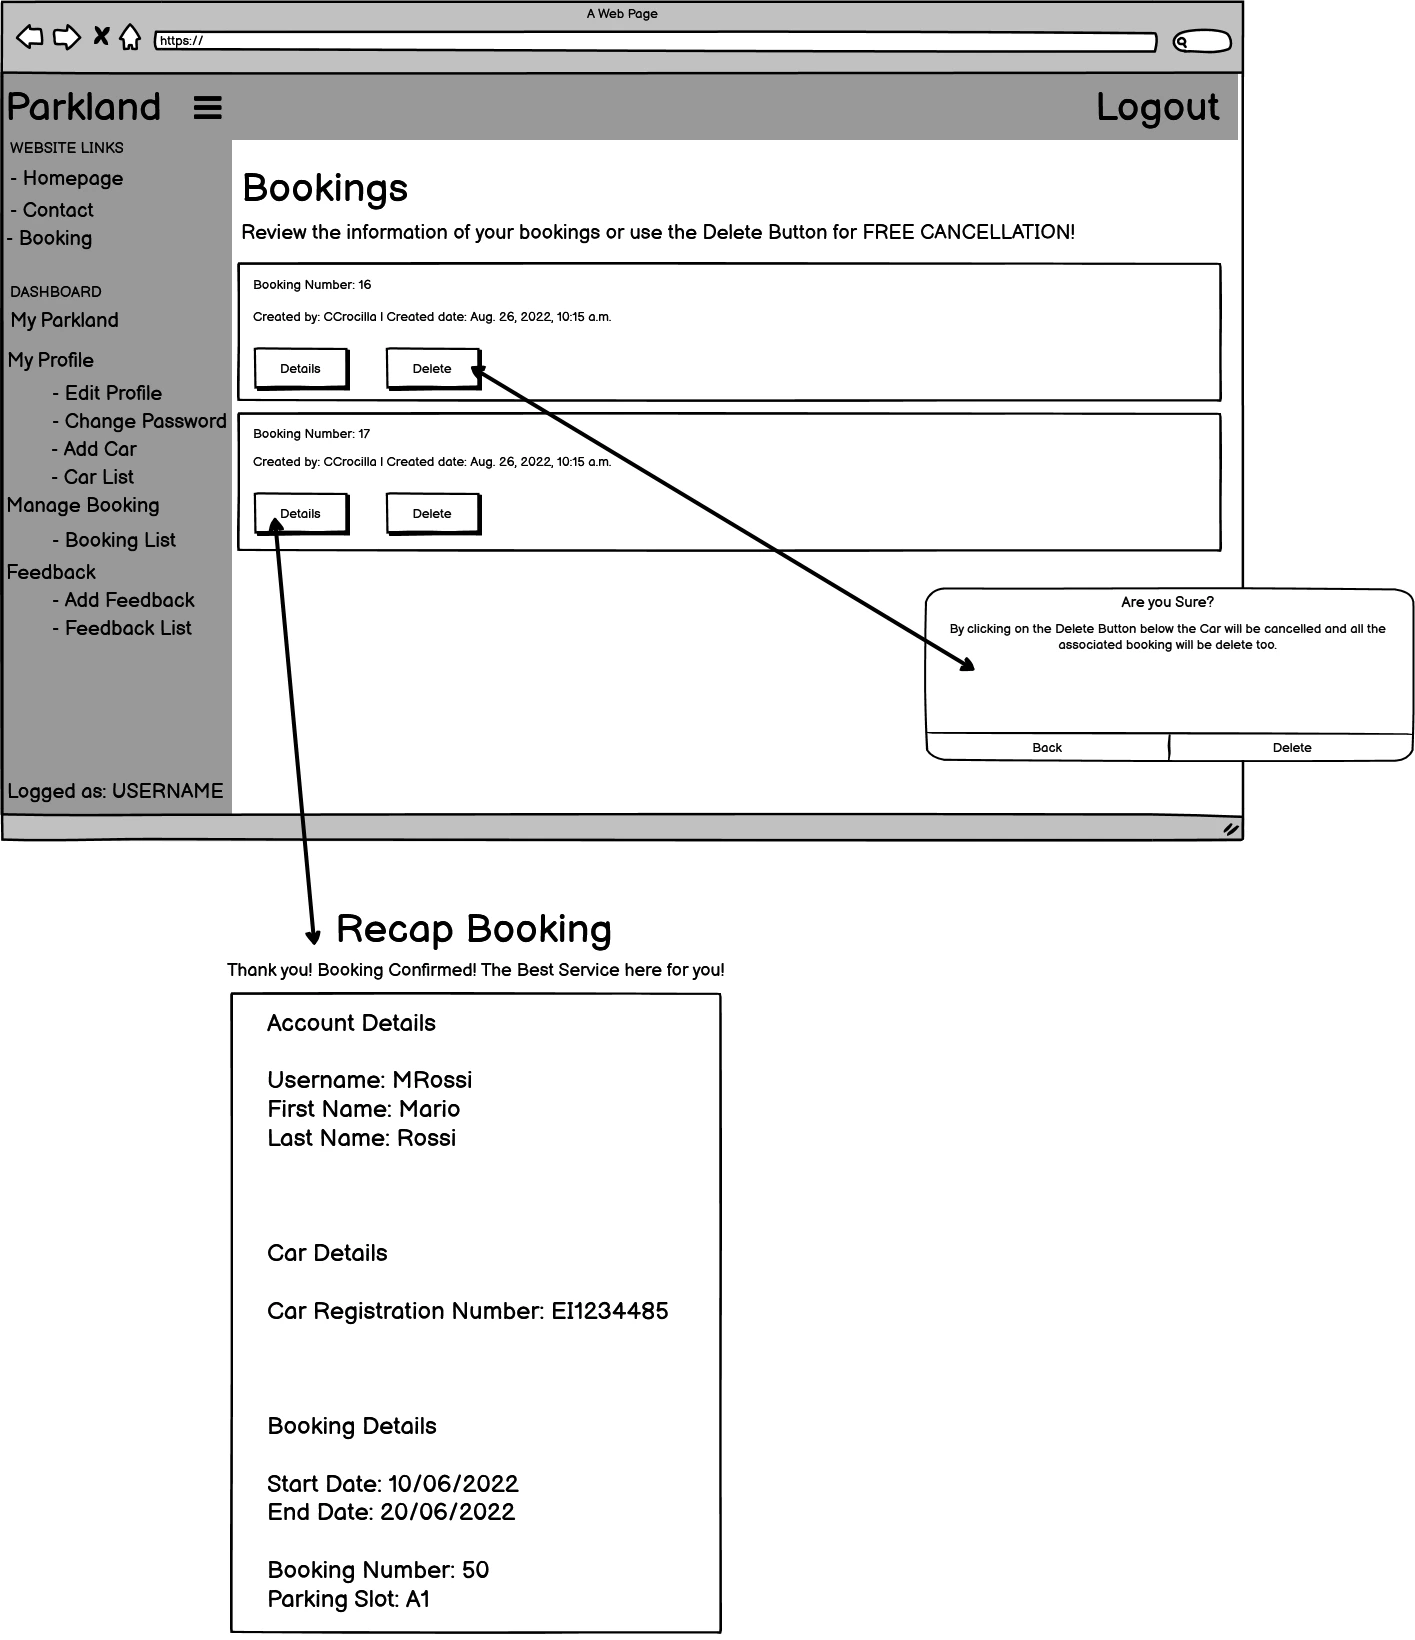 A Web Page
https://
Parkland
Logout
WEBSITE LINKS
- Homepage
- Contact
- Booking
DASHBOARD
My Parkland
My Profile
- Edit Profile
- Change Password
- Add Car
- Car List
Manage Booking
- Booking List
Feedback
- Add Feedback
- Feedback List
Logged as: USERNAME
Bookings
Review the information of your bookings or use the Delete Button for FREE CANCELLATION!
Booking Number: 16
Created by: CCrocilla | Created date: Aug. 26, 2022, 10:15 a.m.
Details
Delete
Booking Number: 17
Created by: CCrocilla | Created date: Aug. 26, 2022, 10:15 a.m.
Details
Delete
Are you Sure?
By clicking on the Delete Button below the Car will be cancelled and all the
associated booking will be delete too.
Back
Delete
Recap Booking
Thank you! Booking Confirmed! The Best Service here for you!
Account Details
Username: MRossi
First Name: Mario
Last Name: Rossi
Car Details
Car Registration Number: EI1234485
Booking Details
Start Date: 10/06/2022
End Date: 20/06/2022
Booking Number: 50
Parking Slot: A1